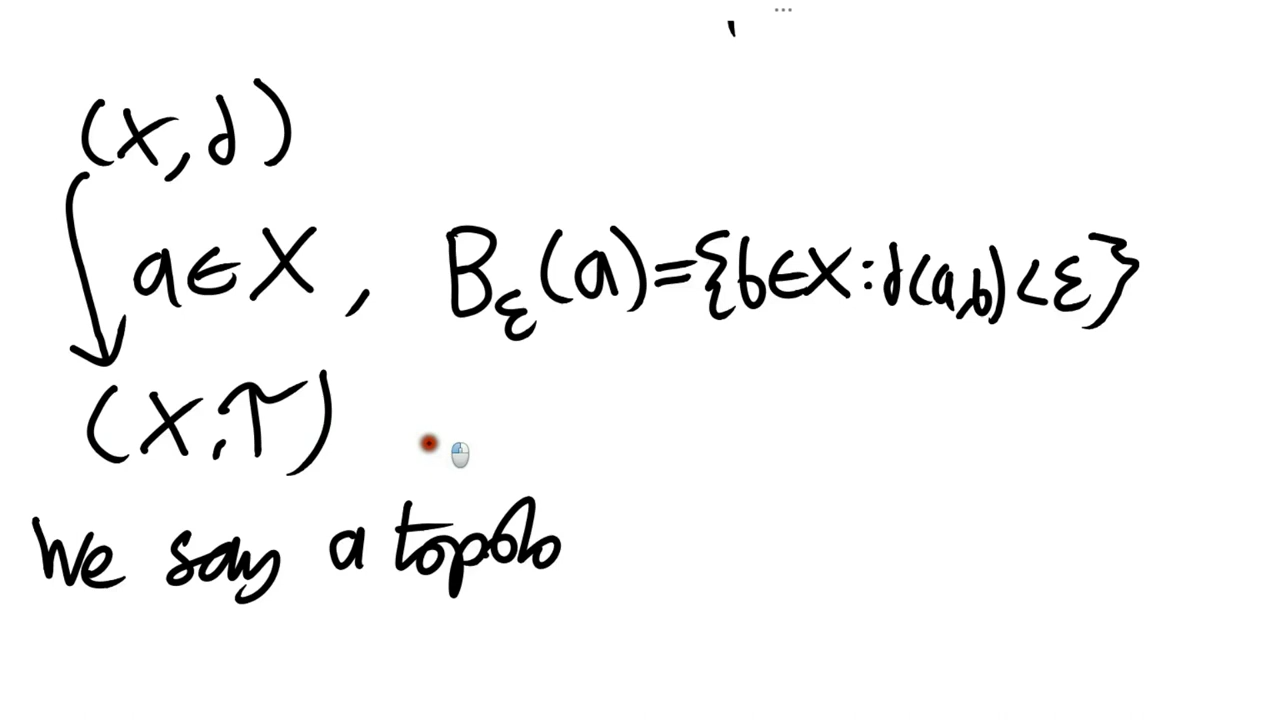 (X,d)
a∈X, B_ε(a)={b∈X:d(a,b)<ε}
(X,τ)
We say a topolo